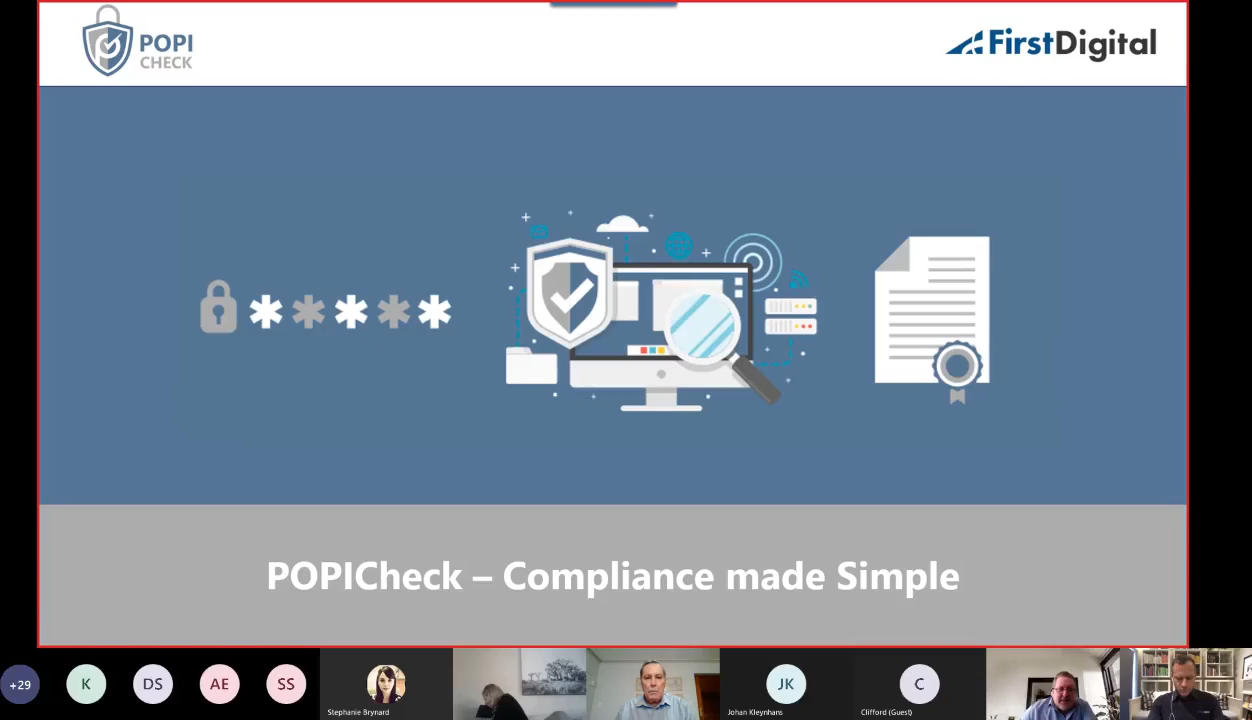 POPI
CHECK
FirstDigital
POPICheck – Compliance made Simple
+29
K
DS
AE
SS
Stephanie Brynard
JK
Johan Kleynhans
C
Clifford (Guest)